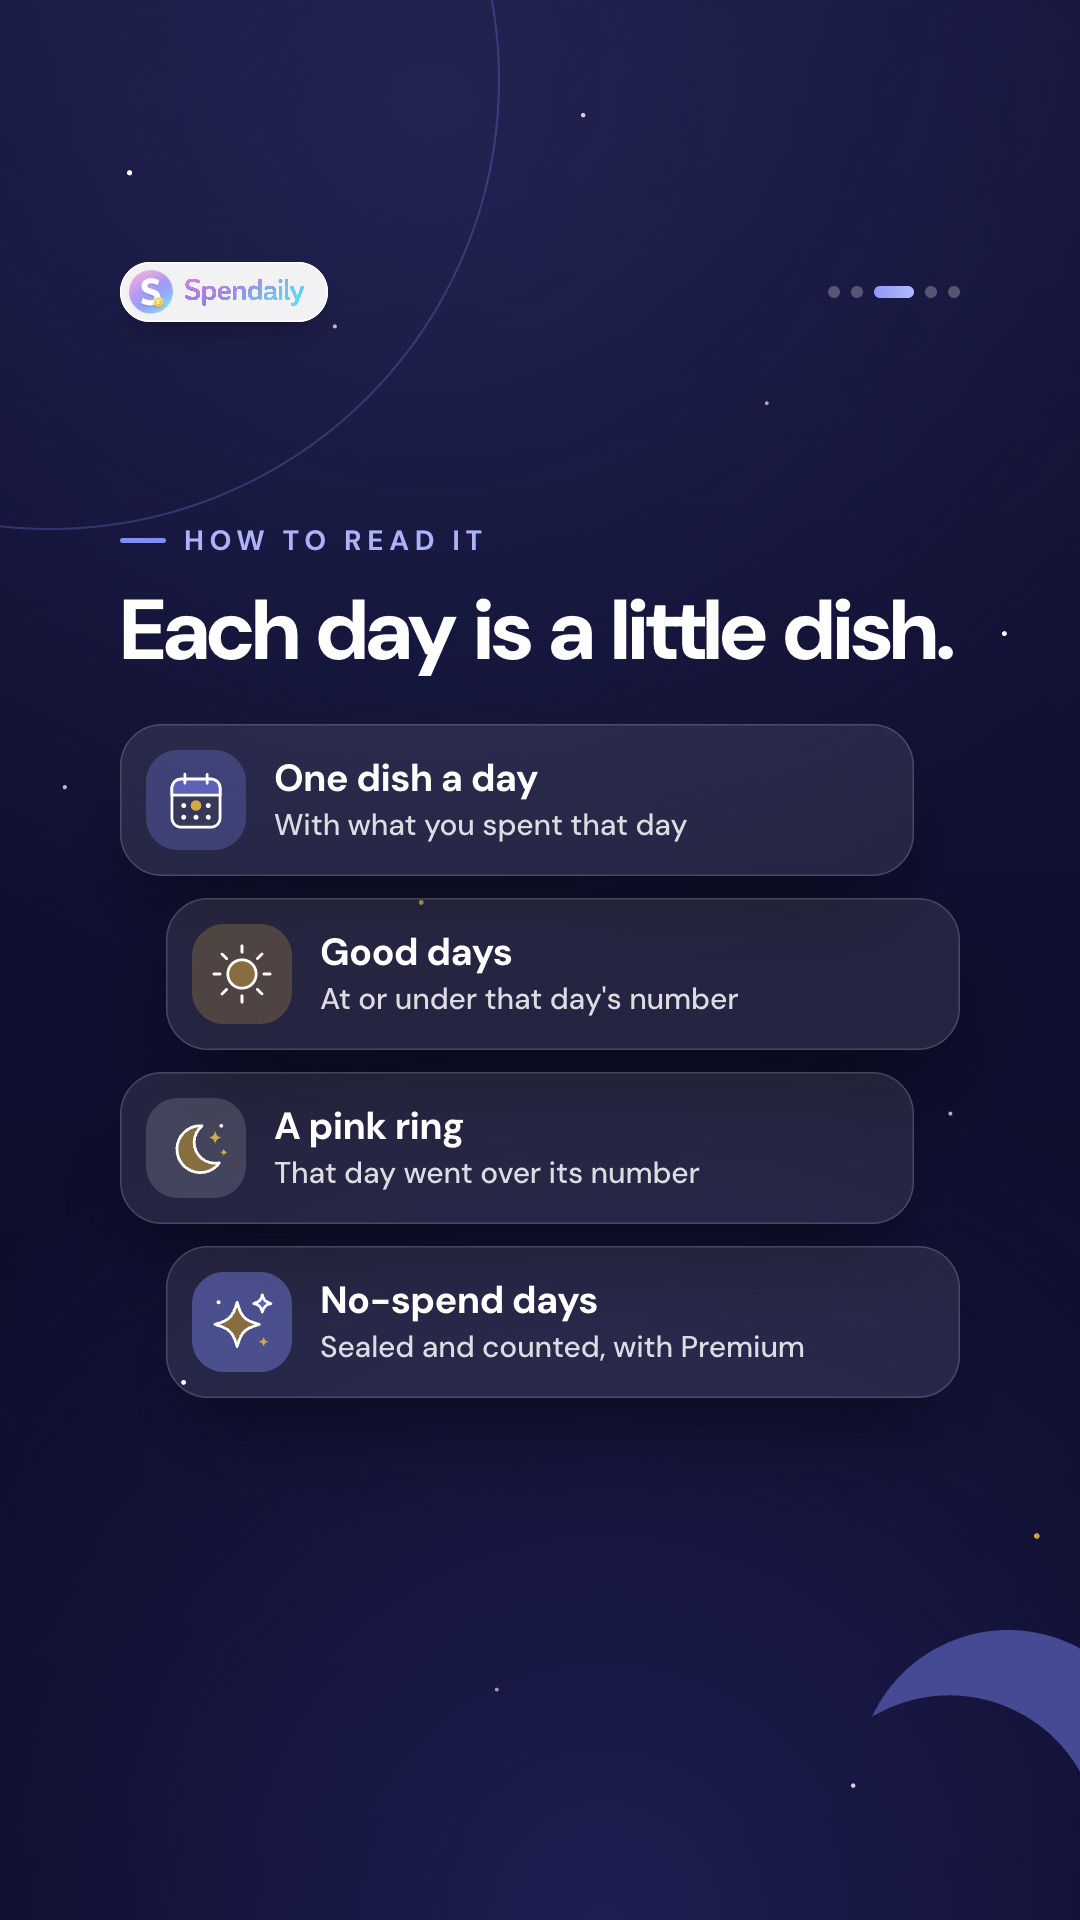 Spendaily
HOW TO READ IT
Each day is a little dish.
One dish a day
With what you spent that day
Good days
At or under that day's number
A pink ring
That day went over its number
No-spend days
Sealed and counted, with Premium